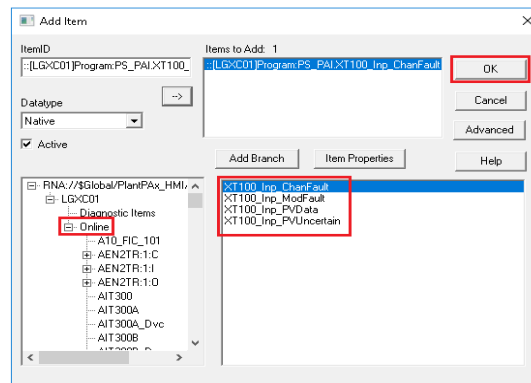 Add Item
ItemID
::[LGXC01]Program:PS_PAI.XT100_
Datatype
Native
Active
-->
Items to Add: 1
::[LGXC01]Program:PS_PAI.XT100_Inp_ChanFault
OK
Cancel
Advanced
Help
Add Branch
Item Properties
RNA://$Global/PlantPAx_HMI/
LGXC01
Diagnostic Items
Online
A10_FIC_101
AEN2TR:1:C
AEN2TR:1:I
AEN2TR:1:O
AIT300
AIT300A
AIT300A_Dvc
AIT300B
XT100_Inp_ChanFault
XT100_Inp_ModFault
XT100_Inp_PVData
XT100_Inp_PVUncertain